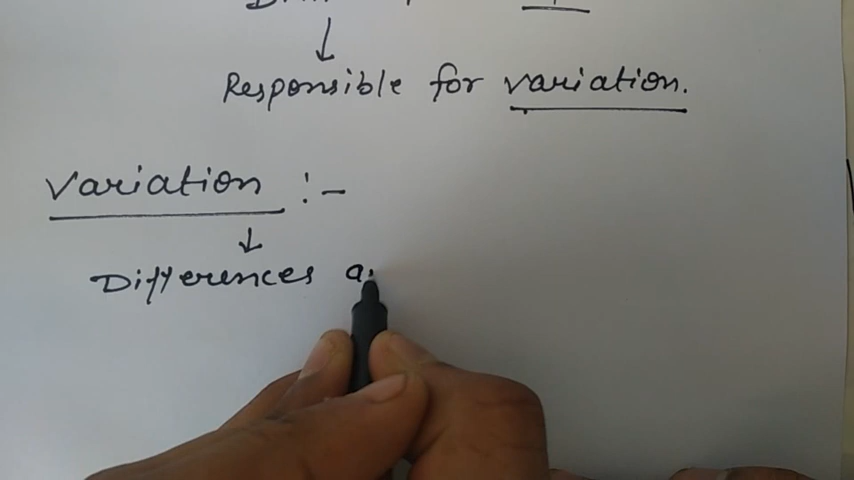 Responsible for variation.
Variation :-
↓
Differences a